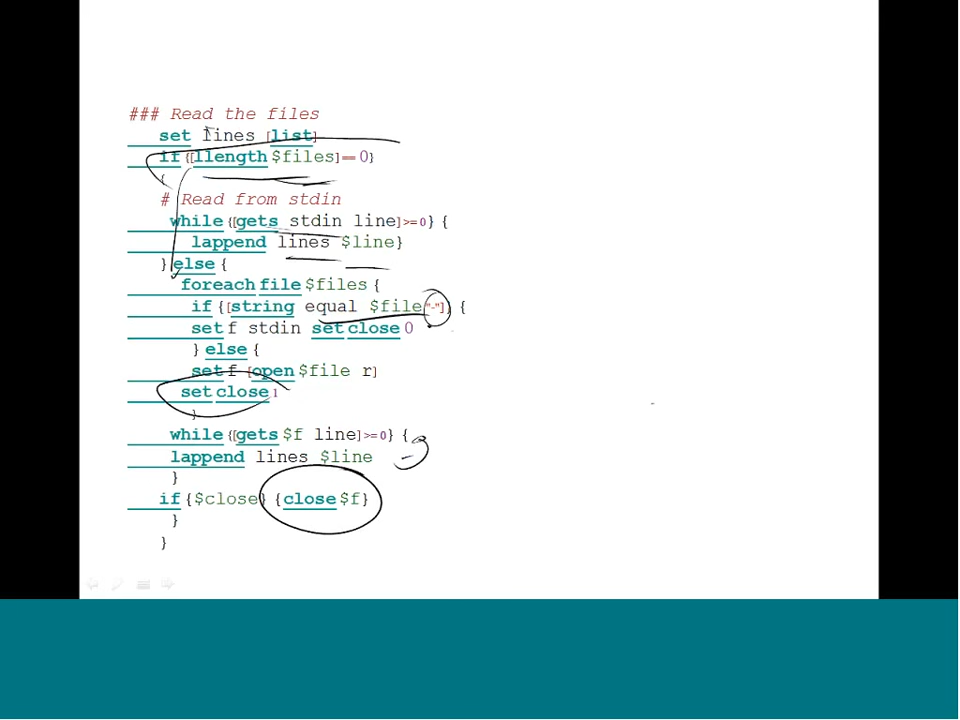 ### Read the files
set lines [list]
if {[llength $files]== 0}
{
# Read from stdin
while {[gets stdin line]>=0} {
lappend lines $line}
} else {
foreach file $files {
if {[string equal $file "-"]} {
set f stdin set close 0
} else {
set f [open $file r]
set close 1
}
while {[gets $f line]>=0} {
lappend lines $line
}
if {$close} {close $f}
}
}